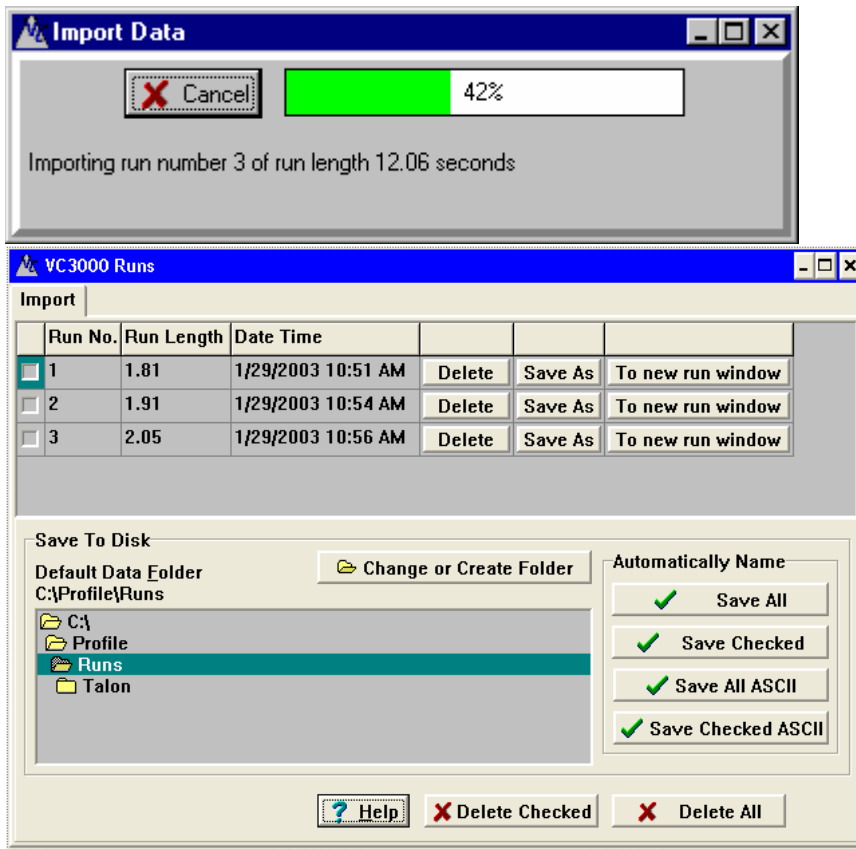 Import Data
Cancel 42%
Importing run number 3 of run length 12.06 seconds
VC3000 Runs
Import
Run No. Run Length Date Time
1 1.81 1/29/2003 10:51 AM Delete Save As To new run window
2 1.91 1/29/2003 10:54 AM Delete Save As To new run window
3 2.05 1/29/2003 10:56 AM Delete Save As To new run window
Save To Disk
Default Data Folder
C:\Profile\Runs
Change or Create Folder
C:\
Profile
Runs
Talon
Automatically Name
Save All
Save Checked
Save All ASCII
Save Checked ASCII
? Help Delete Checked Delete All